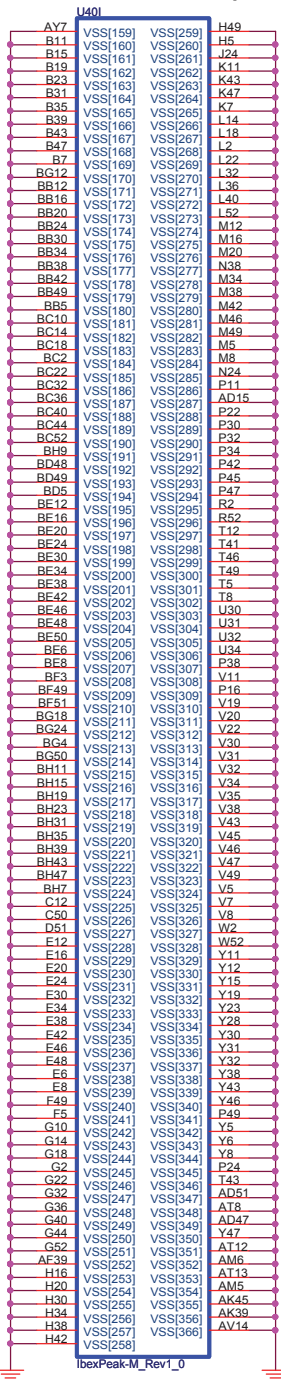 U40I
AY7 VSS[159] VSS[259] H49
B11 VSS[160] VSS[260] H5
B15 VSS[161] VSS[261] J24
B19 VSS[162] VSS[262] K11
B23 VSS[163] VSS[263] K43
B31 VSS[164] VSS[264] K47
B35 VSS[165] VSS[265] K7
B39 VSS[166] VSS[266] L14
B43 VSS[167] VSS[267] L18
B47 VSS[168] VSS[268] L2
B7 VSS[169] VSS[269] L22
BG12 VSS[170] VSS[270] L32
BB12 VSS[171] VSS[271] L36
BB16 VSS[172] VSS[272] L40
BB20 VSS[173] VSS[273] L52
BB24 VSS[174] VSS[274] M12
BB30 VSS[175] VSS[275] M16
BB34 VSS[176] VSS[276] M20
BB38 VSS[177] VSS[277] N38
BB42 VSS[178] VSS[278] M34
BB49 VSS[179] VSS[279] M38
BB5 VSS[180] VSS[280] M42
BC10 VSS[181] VSS[281] M46
BC14 VSS[182] VSS[282] M49
BC18 VSS[183] VSS[283] M5
BC2 VSS[184] VSS[284] M8
BC22 VSS[185] VSS[285] N24
BC32 VSS[186] VSS[286] P11
BC36 VSS[187] VSS[287] AD15
BC40 VSS[188] VSS[288] P22
BC44 VSS[189] VSS[289] P30
BC52 VSS[190] VSS[290] P32
BH9 VSS[191] VSS[291] P34
BD48 VSS[192] VSS[292] P42
BD49 VSS[193] VSS[293] P45
BD5 VSS[194] VSS[294] P47
BE12 VSS[195] VSS[295] R2
BE16 VSS[196] VSS[296] R52
BE20 VSS[197] VSS[297] T12
BE24 VSS[198] VSS[298] T41
BE30 VSS[199] VSS[299] T46
BE34 VSS[200] VSS[300] T49
BE38 VSS[201] VSS[301] T5
BE42 VSS[202] VSS[302] T8
BE46 VSS[203] VSS[303] U30
BE48 VSS[204] VSS[304] U31
BE50 VSS[205] VSS[305] U32
BE6 VSS[206] VSS[306] U34
BE8 VSS[207] VSS[307] P38
BF3 VSS[208] VSS[308] V11
BF49 VSS[209] VSS[309] P16
BF51 VSS[210] VSS[310] V19
BG18 VSS[211] VSS[311] V20
BG24 VSS[212] VSS[312] V22
BG4 VSS[213] VSS[313] V30
BG50 VSS[214] VSS[314] V31
BH11 VSS[215] VSS[315] V32
BH15 VSS[216] VSS[316] V34
BH19 VSS[217] VSS[317] V35
BH23 VSS[218] VSS[318] V38
BH31 VSS[219] VSS[319] V43
BH35 VSS[220] VSS[320] V45
BH39 VSS[221] VSS[321] V46
BH43 VSS[222] VSS[322] V47
BH47 VSS[223] VSS[323] V49
BH7 VSS[224] VSS[324] V5
C12 VSS[225] VSS[325] V7
C50 VSS[226] VSS[326] V8
D51 VSS[227] VSS[327] W2
E12 VSS[228] VSS[328] W52
E16 VSS[229] VSS[329] Y11
E20 VSS[230] VSS[330] Y12
E24 VSS[231] VSS[331] Y15
E30 VSS[232] VSS[332] Y19
E34 VSS[233] VSS[333] Y23
E38 VSS[234] VSS[334] Y28
E42 VSS[235] VSS[335] Y30
E46 VSS[236] VSS[336] Y31
E48 VSS[237] VSS[337] Y32
E6 VSS[238] VSS[338] Y38
E8 VSS[239] VSS[339] Y43
F49 VSS[240] VSS[340] Y46
F5 VSS[241] VSS[341] P49
G10 VSS[242] VSS[342] Y5
G14 VSS[243] VSS[343] Y6
G18 VSS[244] VSS[344] Y8
G2 VSS[245] VSS[345] P24
G22 VSS[246] VSS[346] T43
G32 VSS[247] VSS[347] AD51
G36 VSS[248] VSS[348] AT8
G40 VSS[249] VSS[349] AD47
G44 VSS[250] VSS[350] Y47
G52 VSS[251] VSS[351] AT12
AF39 VSS[252] VSS[352] AM6
H16 VSS[253] VSS[353] AT13
H20 VSS[254] VSS[354] AM5
H30 VSS[255] VSS[355] AK45
H34 VSS[256] VSS[356] AK39
H38 VSS[257] VSS[366] AV14
H42 VSS[258]
IbexPeak-M_Rev1_0